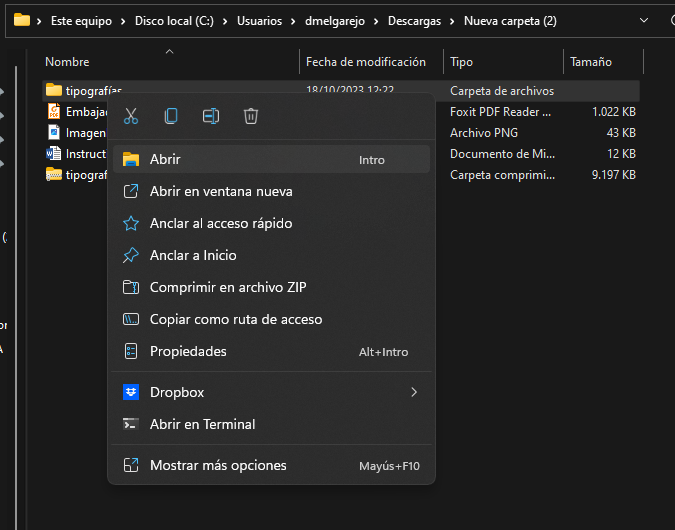 Este equipo > Disco local (C:) > Usuarios > dmelgarejo > Descargas > Nueva carpeta (2)
Nombre Fecha de modificación Tipo Tamaño
tipografías 18/10/2023 12:22 Carpeta de archivos
Embaja Foxit PDF Reader ... 1.022 KB
Imagen Archivo PNG 43 KB
Instruct Documento de Mi... 12 KB
tipograf Carpeta comprimi... 9.197 KB
Abrir Intro
Abrir en ventana nueva
Anclar al acceso rápido
Anclar a Inicio
Comprimir en archivo ZIP
Copiar como ruta de acceso
Propiedades Alt+Intro
Dropbox
Abrir en Terminal
Mostrar más opciones Mayús+F10